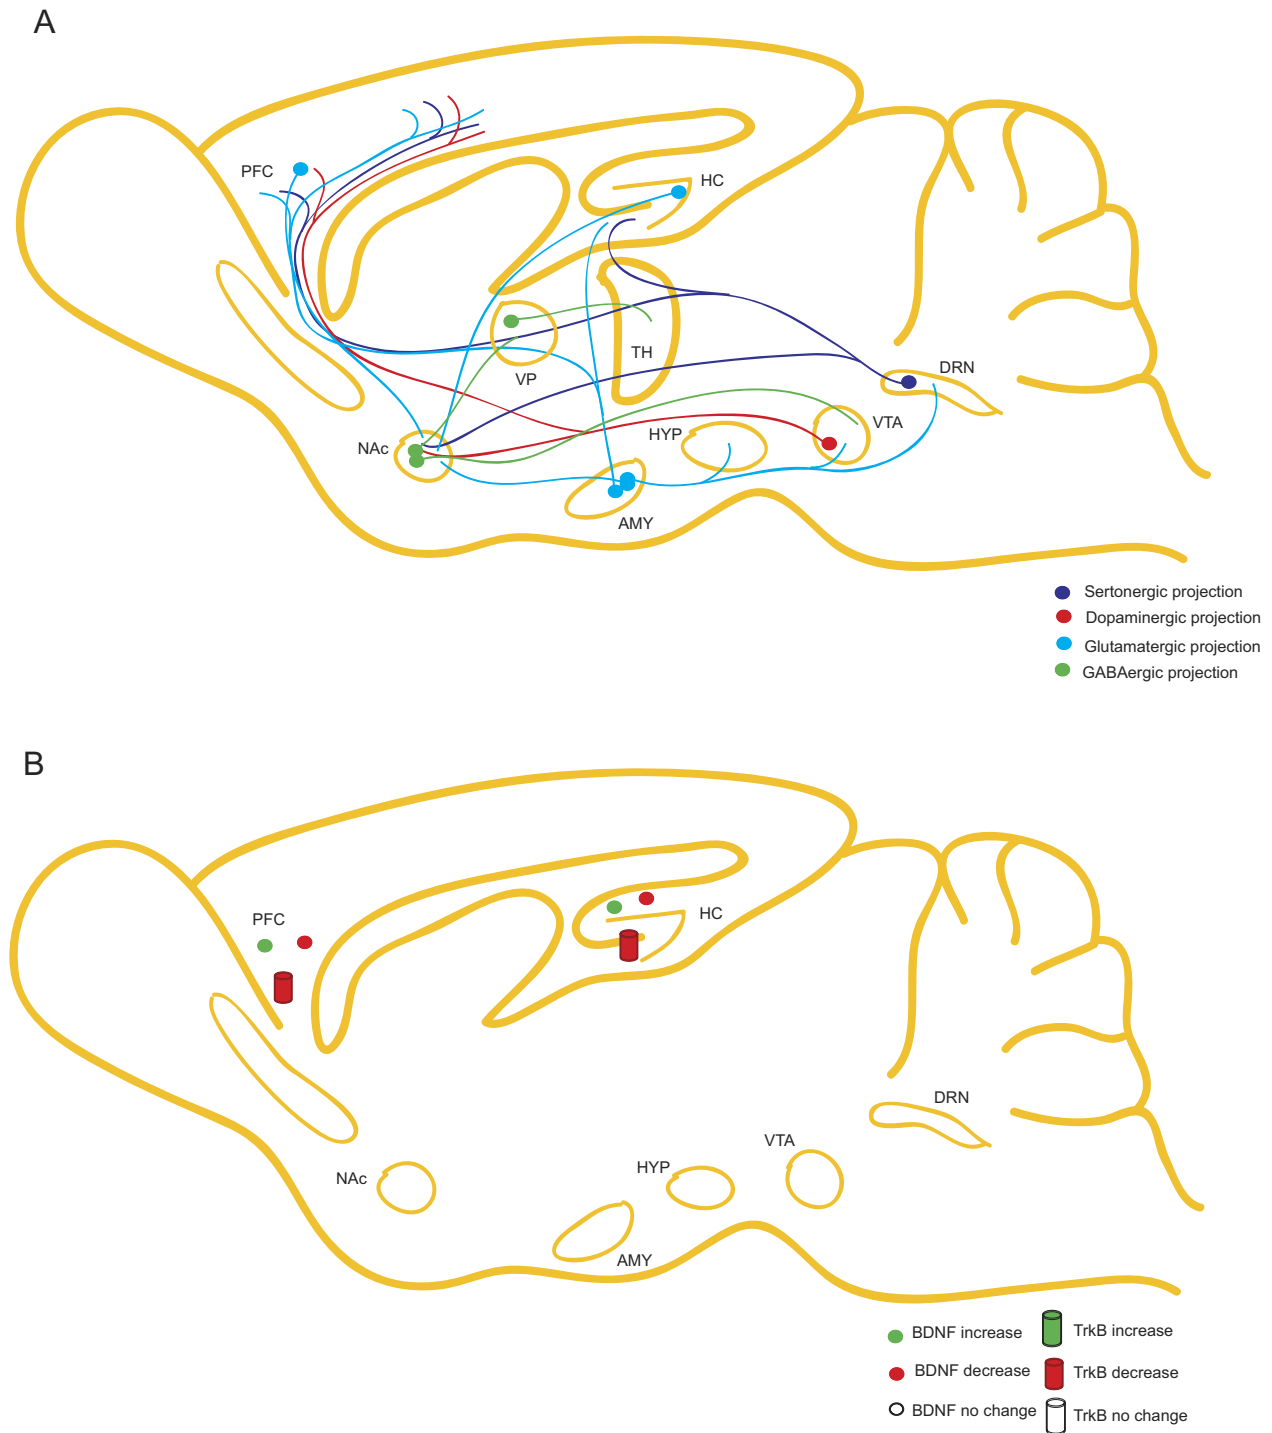 A
PFC
HC
TH
VP
DRN
VTA
HYP
NAc
AMY
Sertonergic projection
Dopaminergic projection
Glutamatergic projection
GABAergic projection
B
PFC
HC
DRN
VTA
HYP
NAc
AMY
BDNF increase
TrkB increase
BDNF decrease
TrkB decrease
BDNF no change
TrkB no change